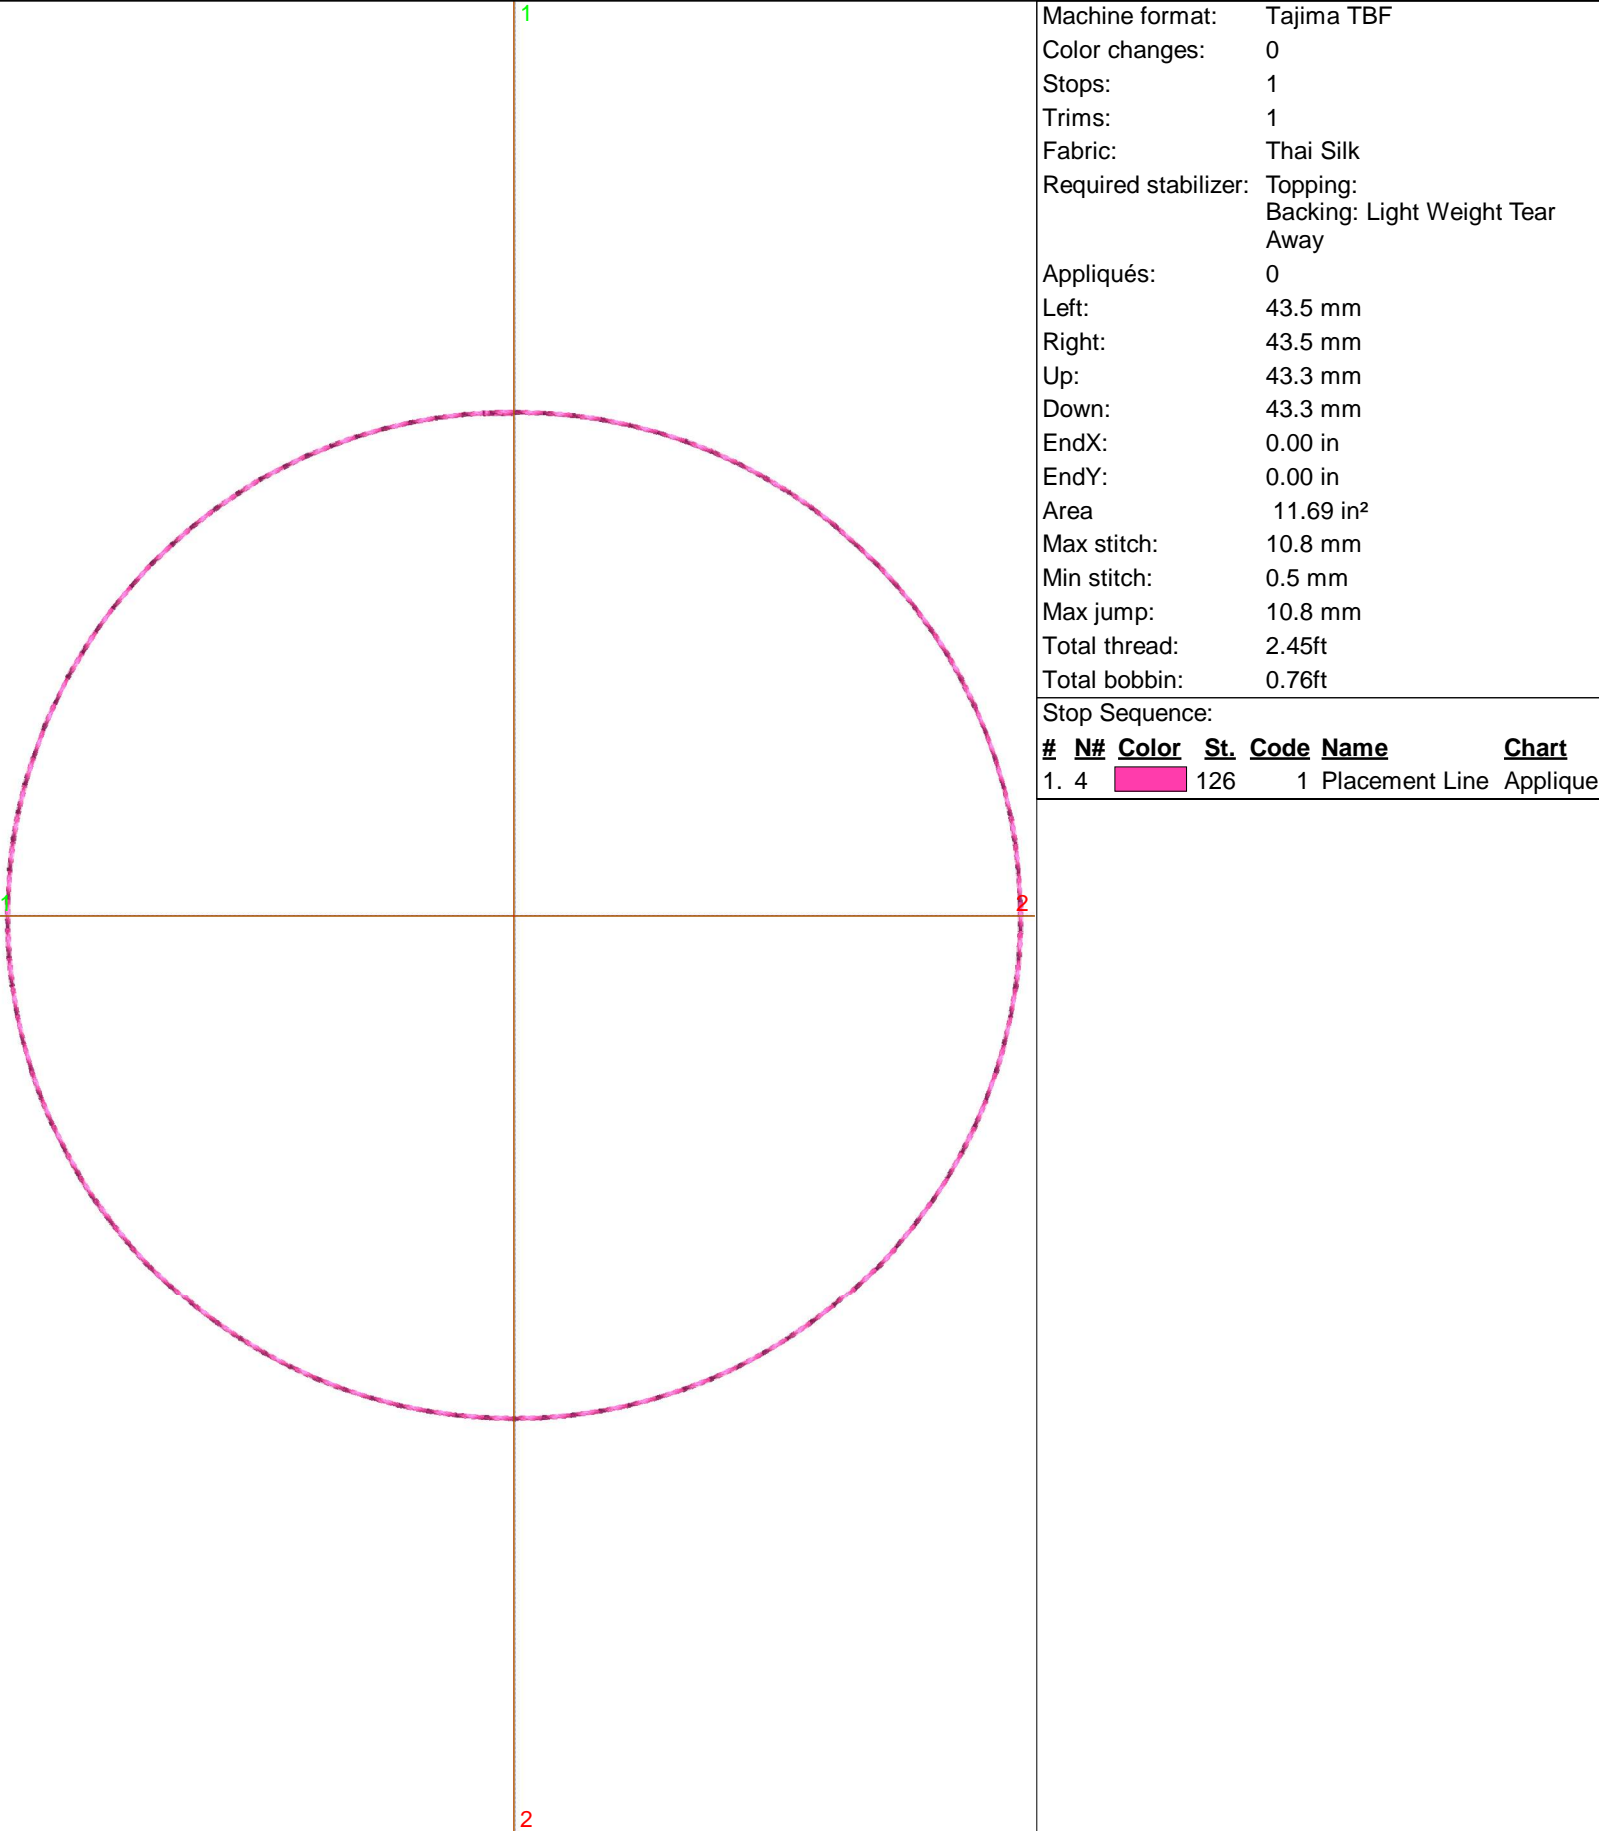 1
1
2
2
Machine format: Tajima TBF
Color changes: 0
Stops: 1
Trims: 1
Fabric: Thai Silk
Required stabilizer: Topping:
Backing: Light Weight Tear
Away
Appliqués: 0
Left: 43.5 mm
Right: 43.5 mm
Up: 43.3 mm
Down: 43.3 mm
EndX: 0.00 in
EndY: 0.00 in
Area 11.69 in²
Max stitch: 10.8 mm
Min stitch: 0.5 mm
Max jump: 10.8 mm
Total thread: 2.45ft
Total bobbin: 0.76ft
Stop Sequence:
# N# Color St. Code Name Chart
1. 4 126 1 Placement Line Applique